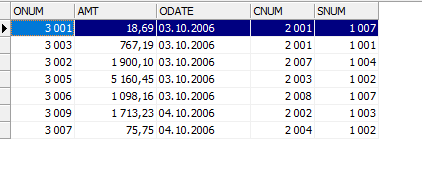 ONUM AMT ODATE CNUM SNUM
3 001 18,69 03.10.2006 2 001 1 007
3 003 767,19 03.10.2006 2 001 1 001
3 002 1 900,10 03.10.2006 2 007 1 004
3 005 5 160,45 03.10.2006 2 003 1 002
3 006 1 098,16 03.10.2006 2 008 1 007
3 009 1 713,23 04.10.2006 2 002 1 003
3 007 75,75 04.10.2006 2 004 1 002